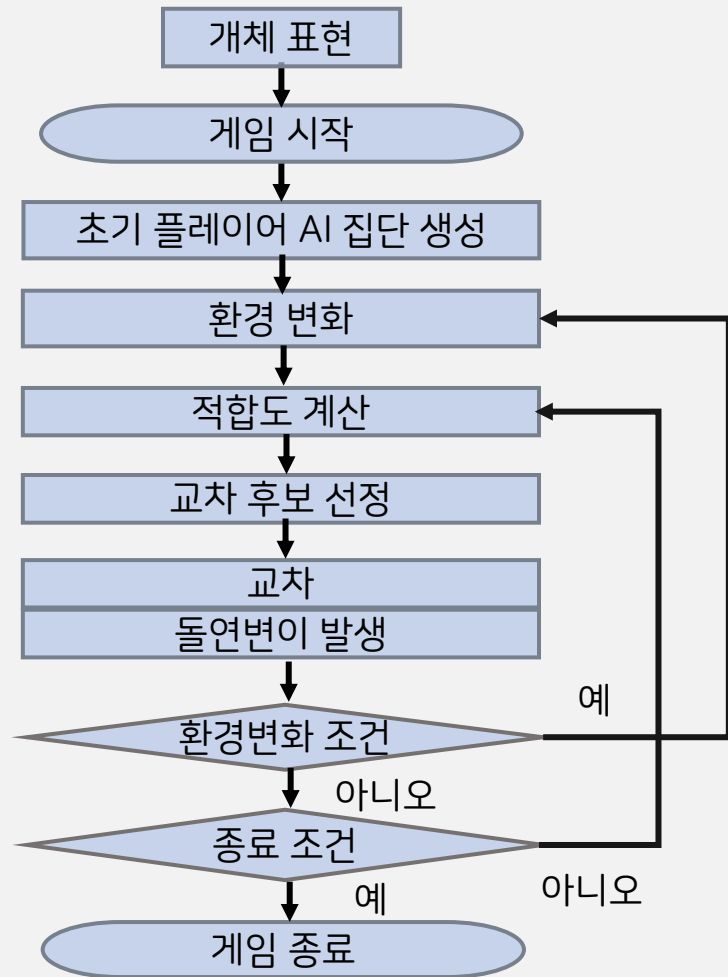 개체 표현
게임 시작
초기 플레이어 AI 집단 생성
환경 변화
적합도 계산
교차 후보 선정
교차
돌연변이 발생
예
환경변화 조건
아니오
종료 조건
예
아니오
게임 종료